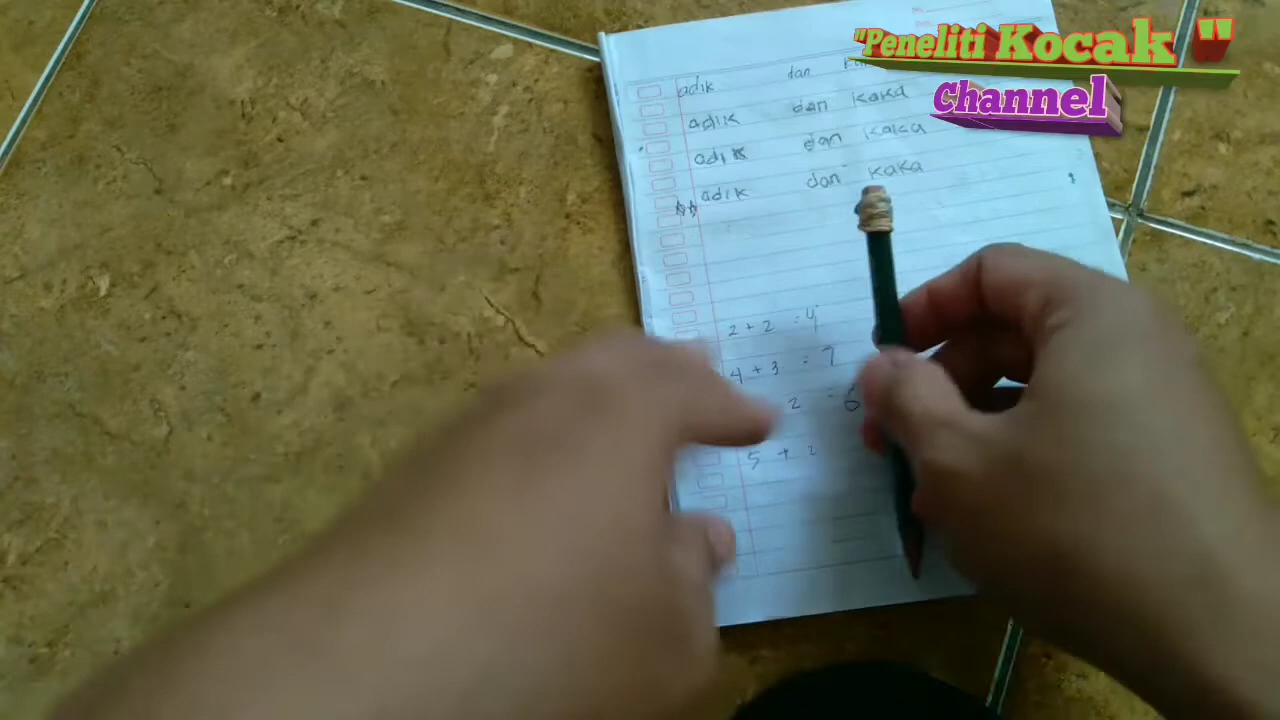 "Peneliti Kocak "
Channel
adik dan
adik dan kaka
adik dan kaka
adik dan kaka
2 + 2 = 4
4 + 3 = 7
2 = 6
5 + 2